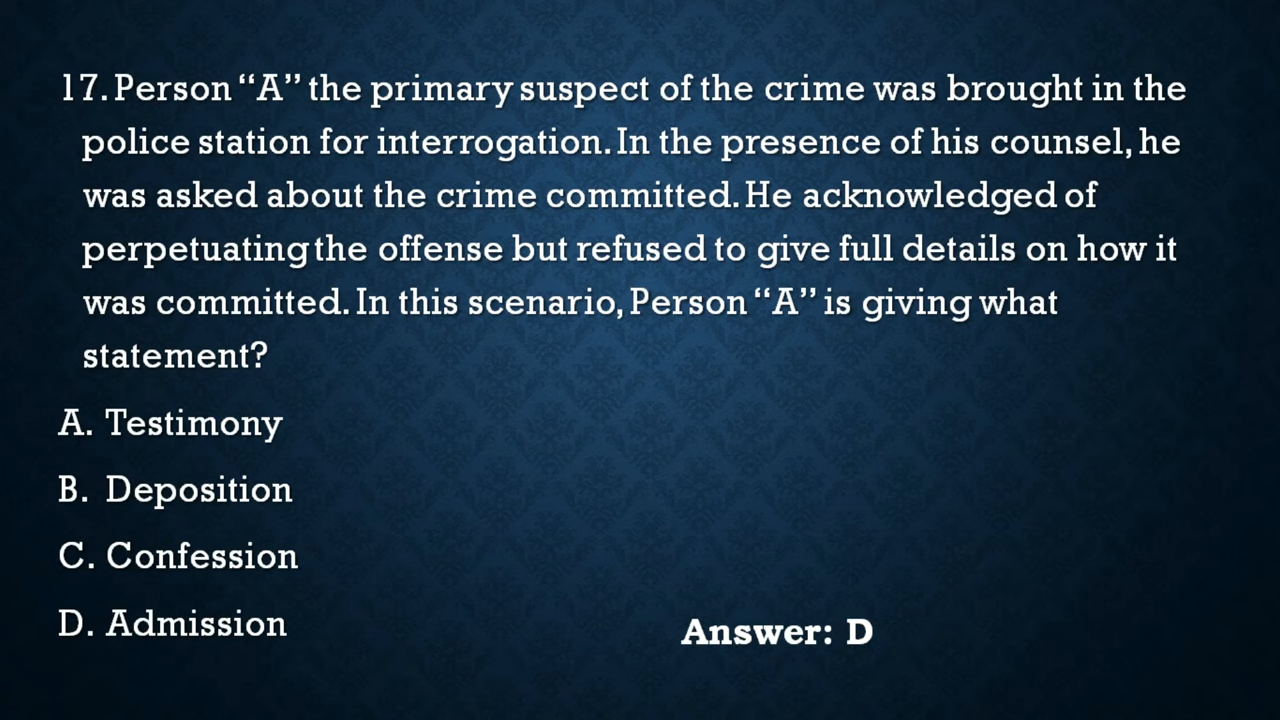 17. Person “A” the primary suspect of the crime was brought in the
police station for interrogation. In the presence of his counsel, he
was asked about the crime committed. He acknowledged of
perpetuating the offense but refused to give full details on how it
was committed. In this scenario, Person “A” is giving what
statement?
A. Testimony
B. Deposition
C. Confession
D. Admission
Answer: D